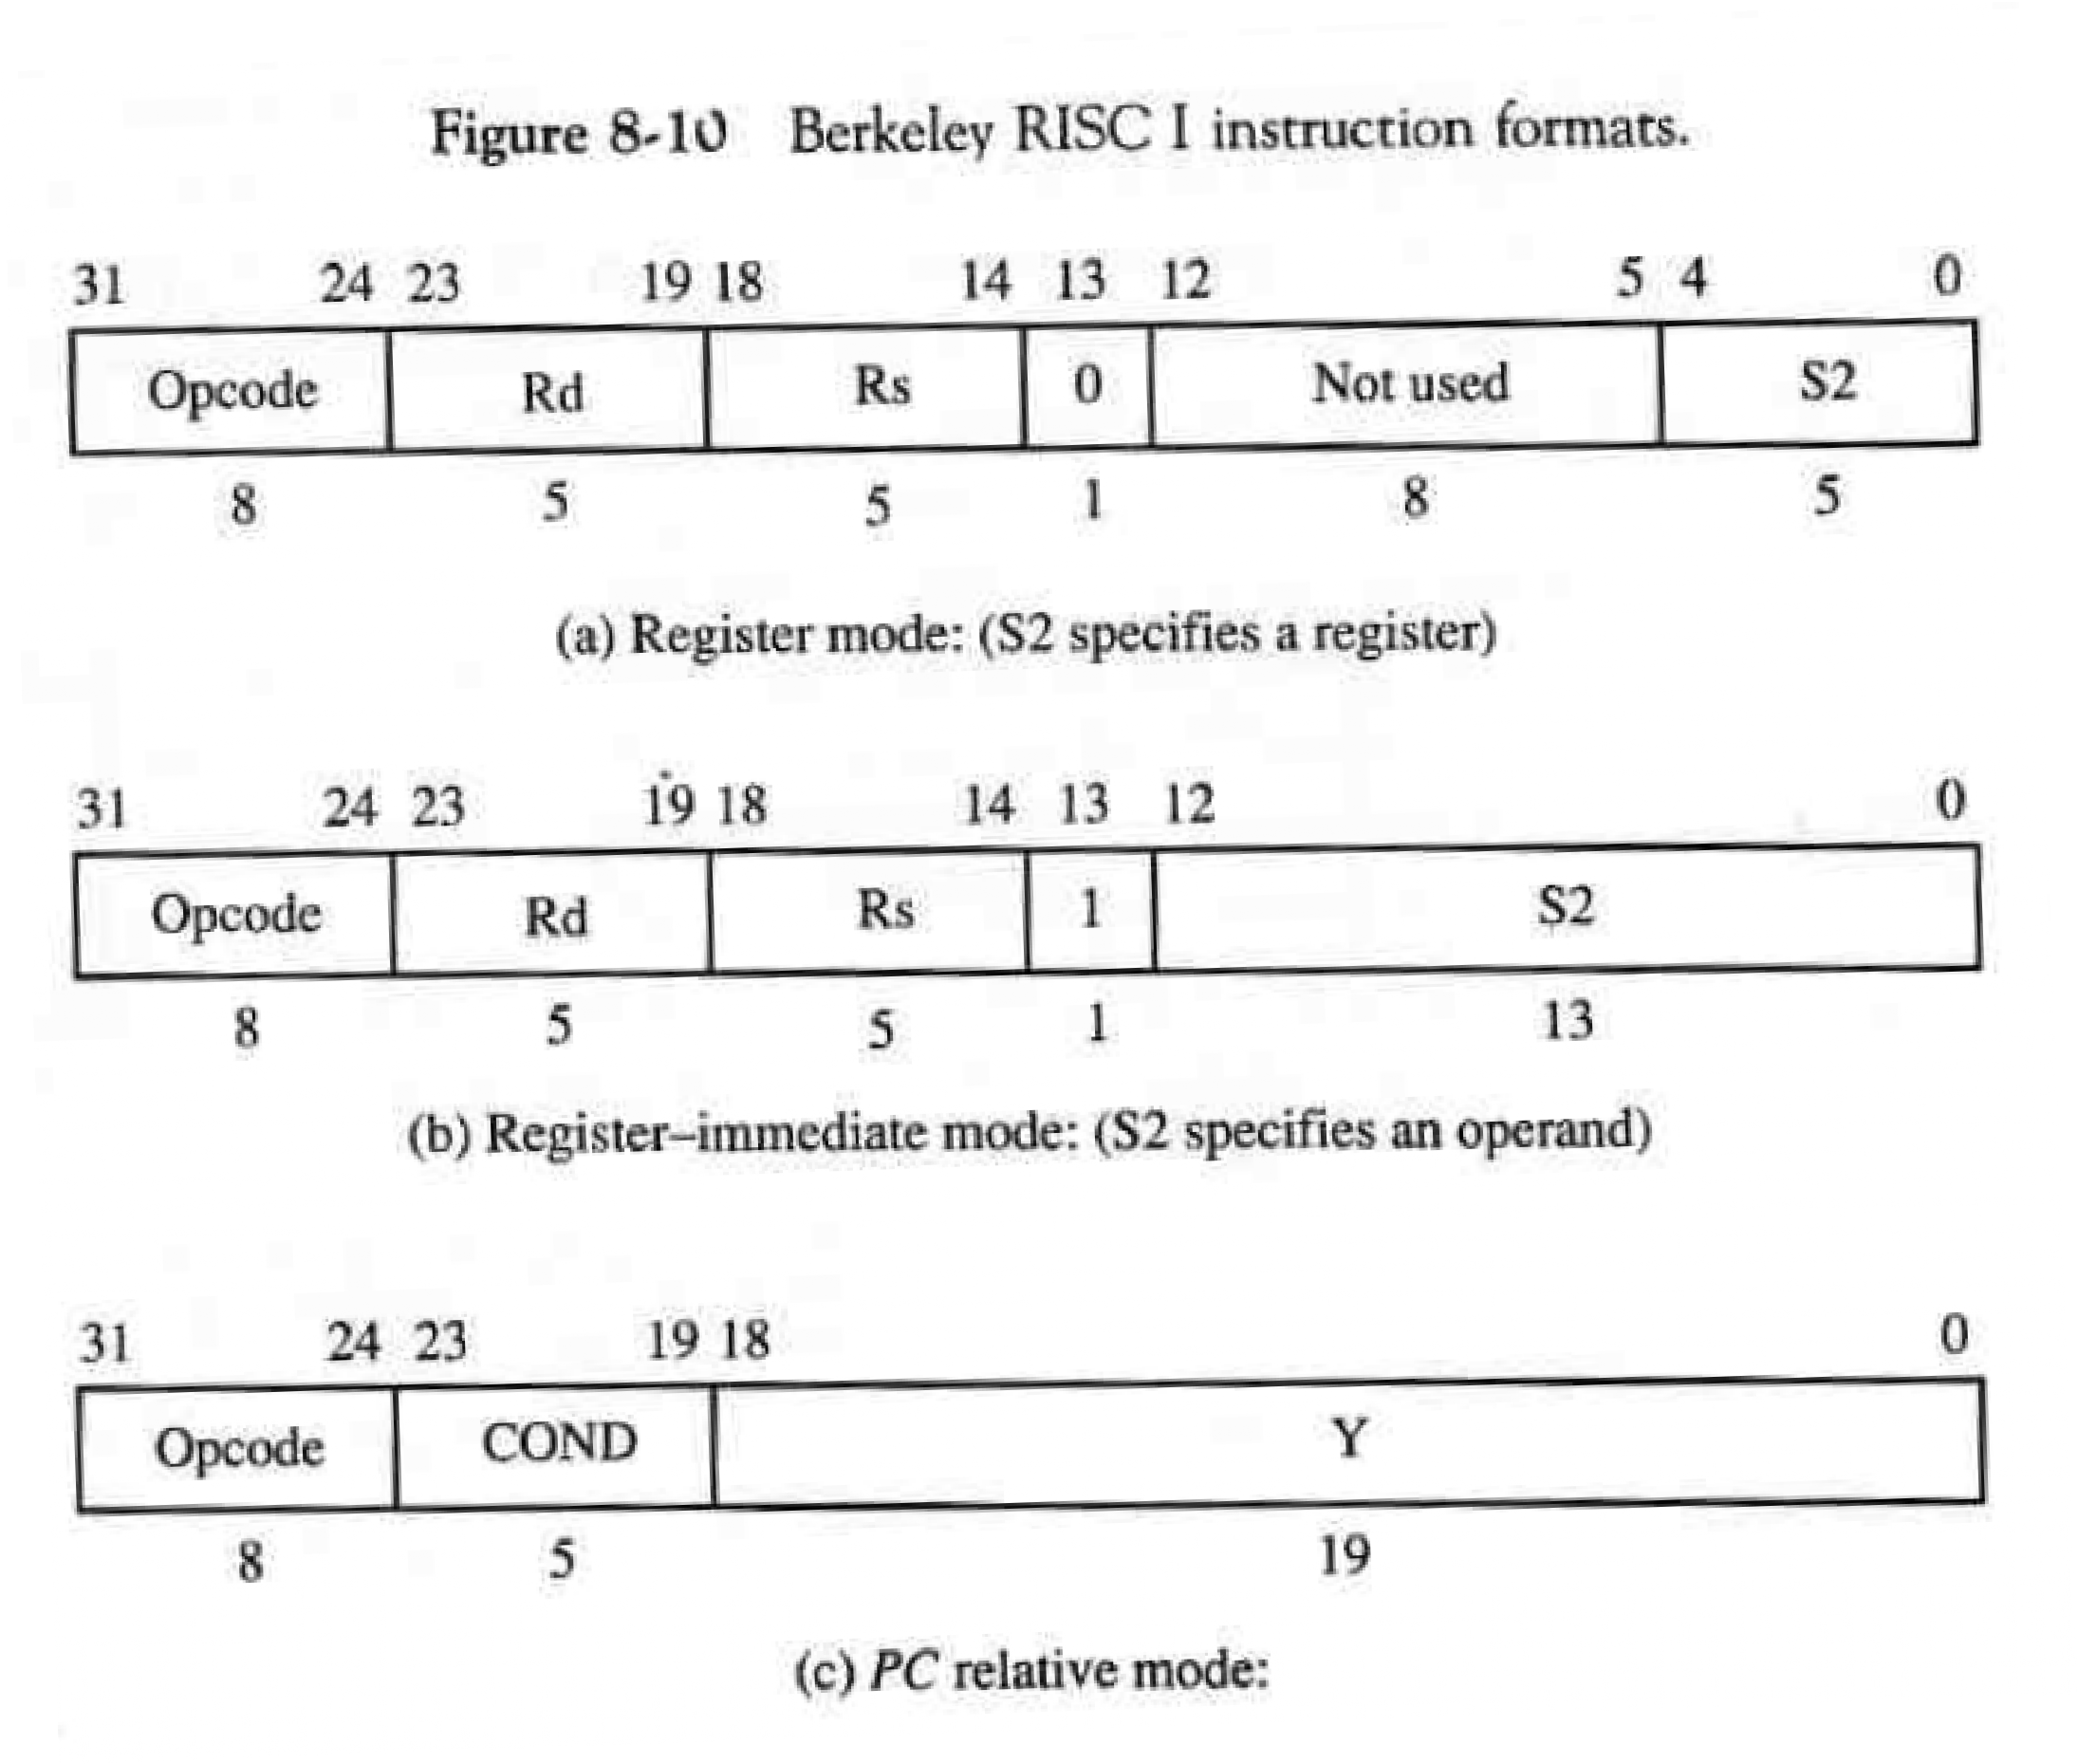 Figure 8-10 Berkeley RISC I instruction formats.
31 24 23 19 18 14 13 12 5 4 0
Opcode Rd Rs 0 Not used S2
8 5 5 1 8 5
(a) Register mode: (S2 specifies a register)
31 24 23 19 18 14 13 12 0
Opcode Rd Rs 1 S2
8 5 5 1 13
(b) Register–immediate mode: (S2 specifies an operand)
31 24 23 19 18 0
Opcode COND Y
8 5 19
(c) PC relative mode: